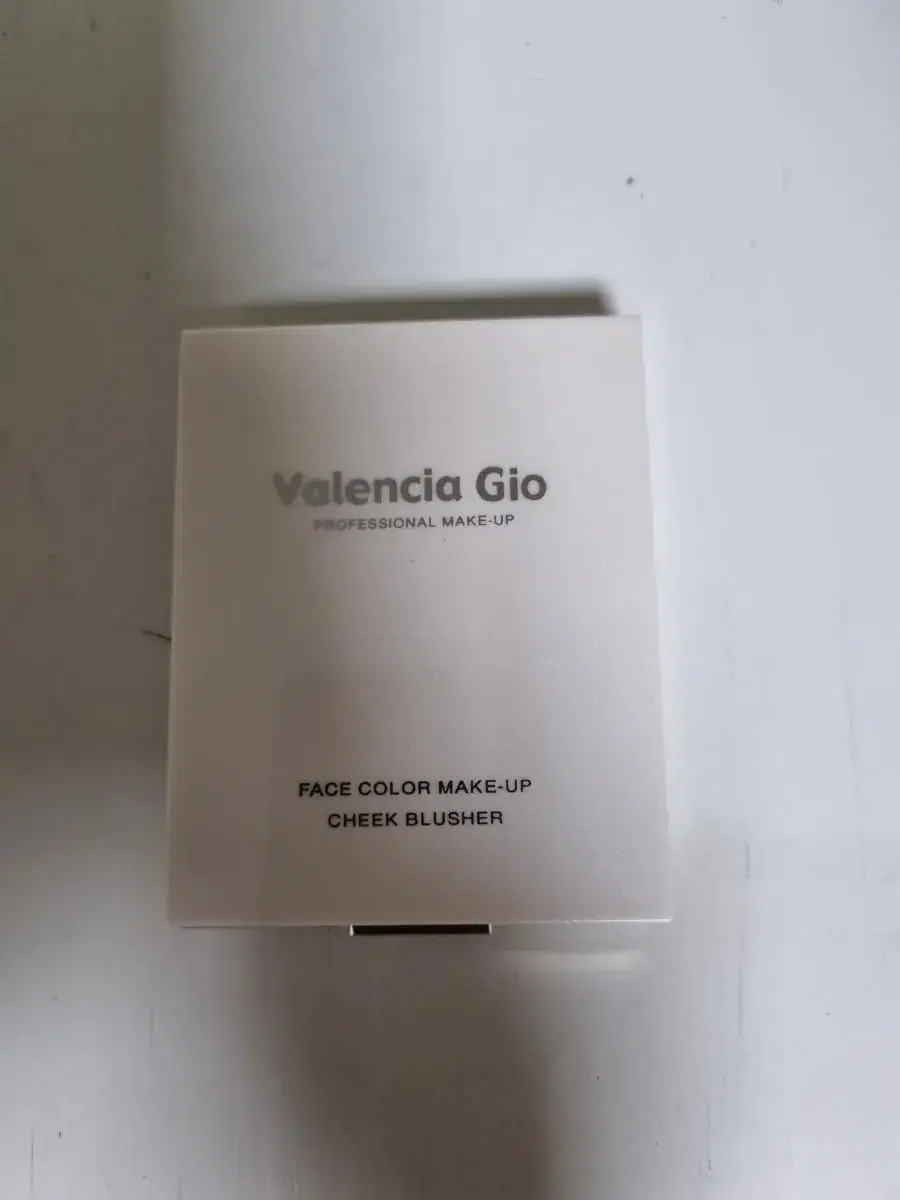 Valencia Gio
PROFESSIONAL MAKE-UP
FACE COLOR MAKE-UP
CHEEK BLUSHER